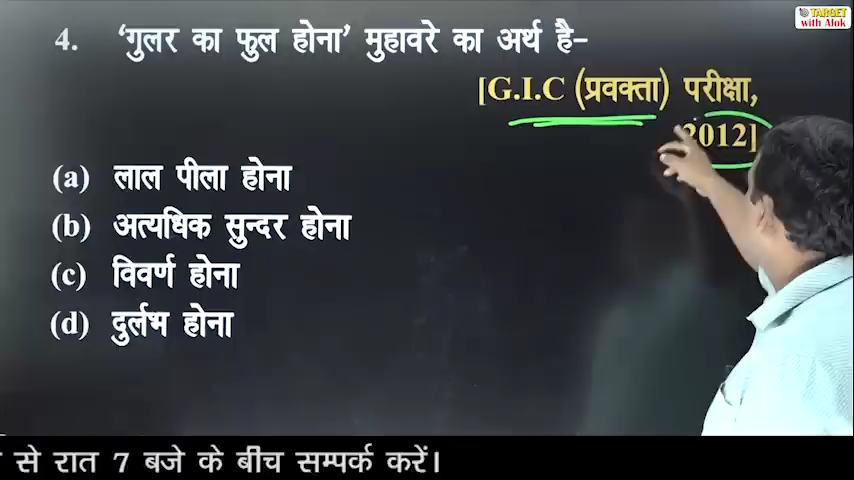 TARGET
with Alok
4. 'गुलर का फुल होना' मुहावरे का अर्थ है-
[G.I.C (प्रवक्ता) परीक्षा,
2012]
(a) लाल पीला होना
(b) अत्यधिक सुन्दर होना
(c) विवर्ण होना
(d) दुर्लभ होना
से रात 7 बजे के बीच सम्पर्क करें।